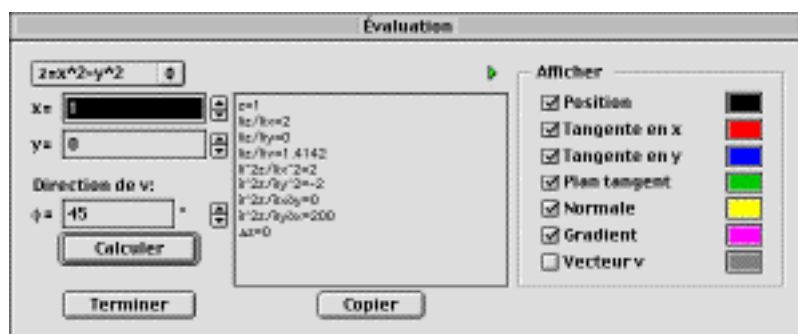 Évaluation
z=x^2-y^2
x= 1
y= 0
Direction de v:
ϕ= 45 °
Calculer
Terminer
z=1
∂z/∂x=2
∂z/∂y=0
∂z/∂v=1.4142
∂^2z/∂x^2=2
∂^2z/∂y^2=-2
∂^2z/∂x∂y=0
∂^2z/∂y∂x=200
∆z=0
Copier
Afficher
Position
Tangente en x
Tangente en y
Plan tangent
Normale
Gradient
Vecteur v